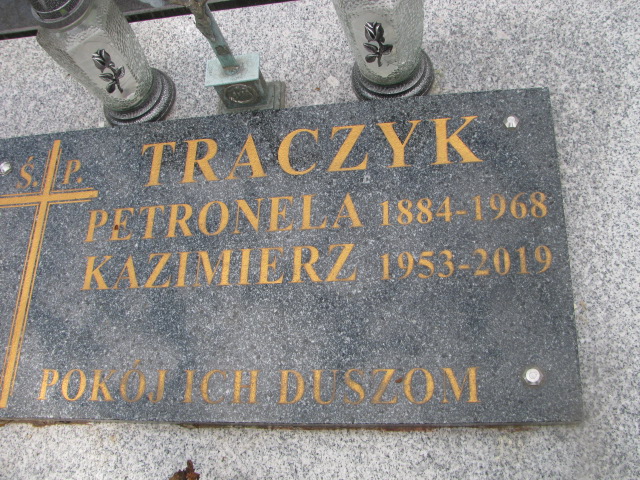 Ś. P.
TRACZYK
PETRONELA 1884-1968
KAZIMIERZ 1953-2019
POKÓJ ICH DUSZOM